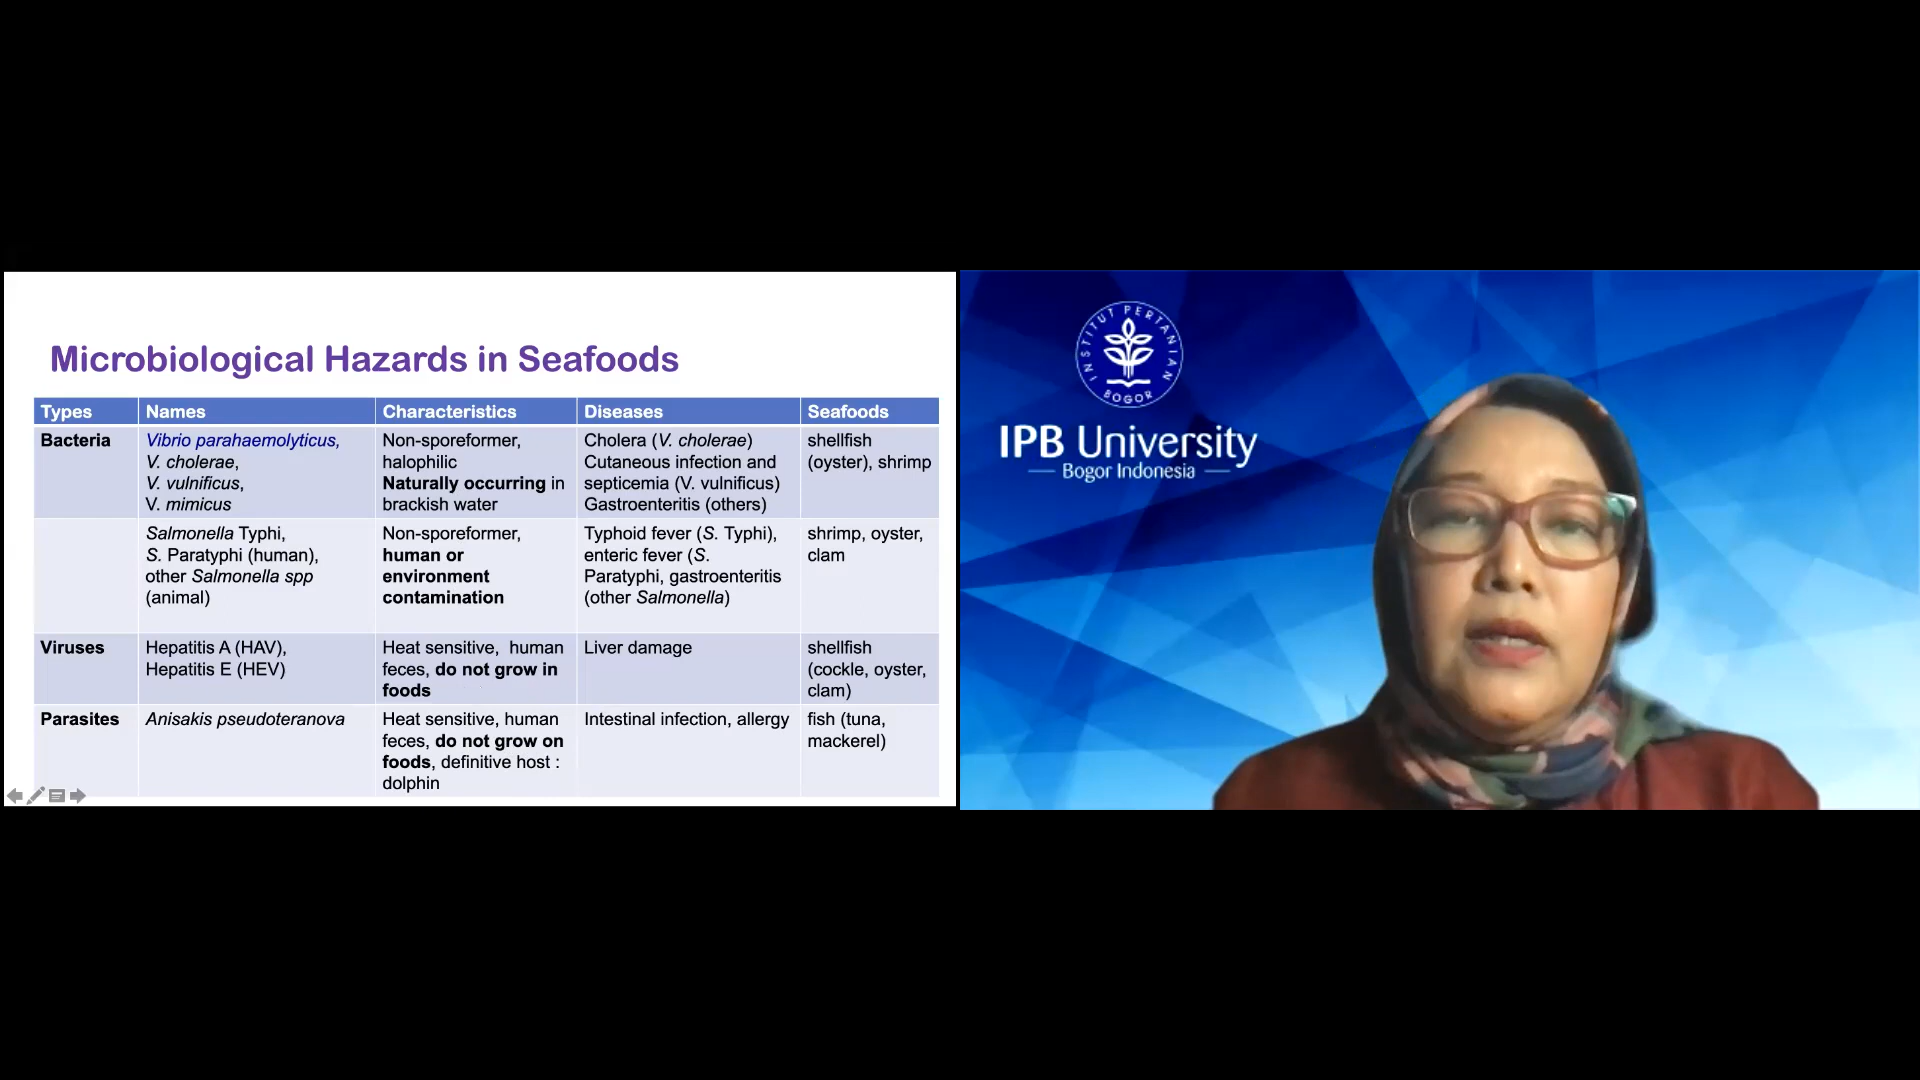 Microbiological Hazards in Seafoods
Types Names Characteristics Diseases Seafoods
Bacteria
Vibrio parahaemolyticus,
V. cholerae,
V. vulnificus,
V. mimicus
Non-sporeformer,
halophilic
Naturally occurring in
brackish water
Cholera (V. cholerae)
Cutaneous infection and
septicemia (V. vulnificus)
Gastroenteritis (others)
shellfish
(oyster), shrimp
Salmonella Typhi,
S. Paratyphi (human),
other Salmonella spp
(animal)
Non-sporeformer,
human or
environment
contamination
Typhoid fever (S. Typhi),
enteric fever (S.
Paratyphi, gastroenteritis
(other Salmonella)
shrimp, oyster,
clam
Viruses
Hepatitis A (HAV),
Hepatitis E (HEV)
Heat sensitive, human
feces, do not grow in
foods
Liver damage
shellfish
(cockle, oyster,
clam)
Parasites
Anisakis pseudoteranova
Heat sensitive, human
feces, do not grow on
foods, definitive host :
dolphin
Intestinal infection, allergy
fish (tuna,
mackerel)
INSTITUT PERTANIAN
BOGOR
IPB University
Bogor Indonesia